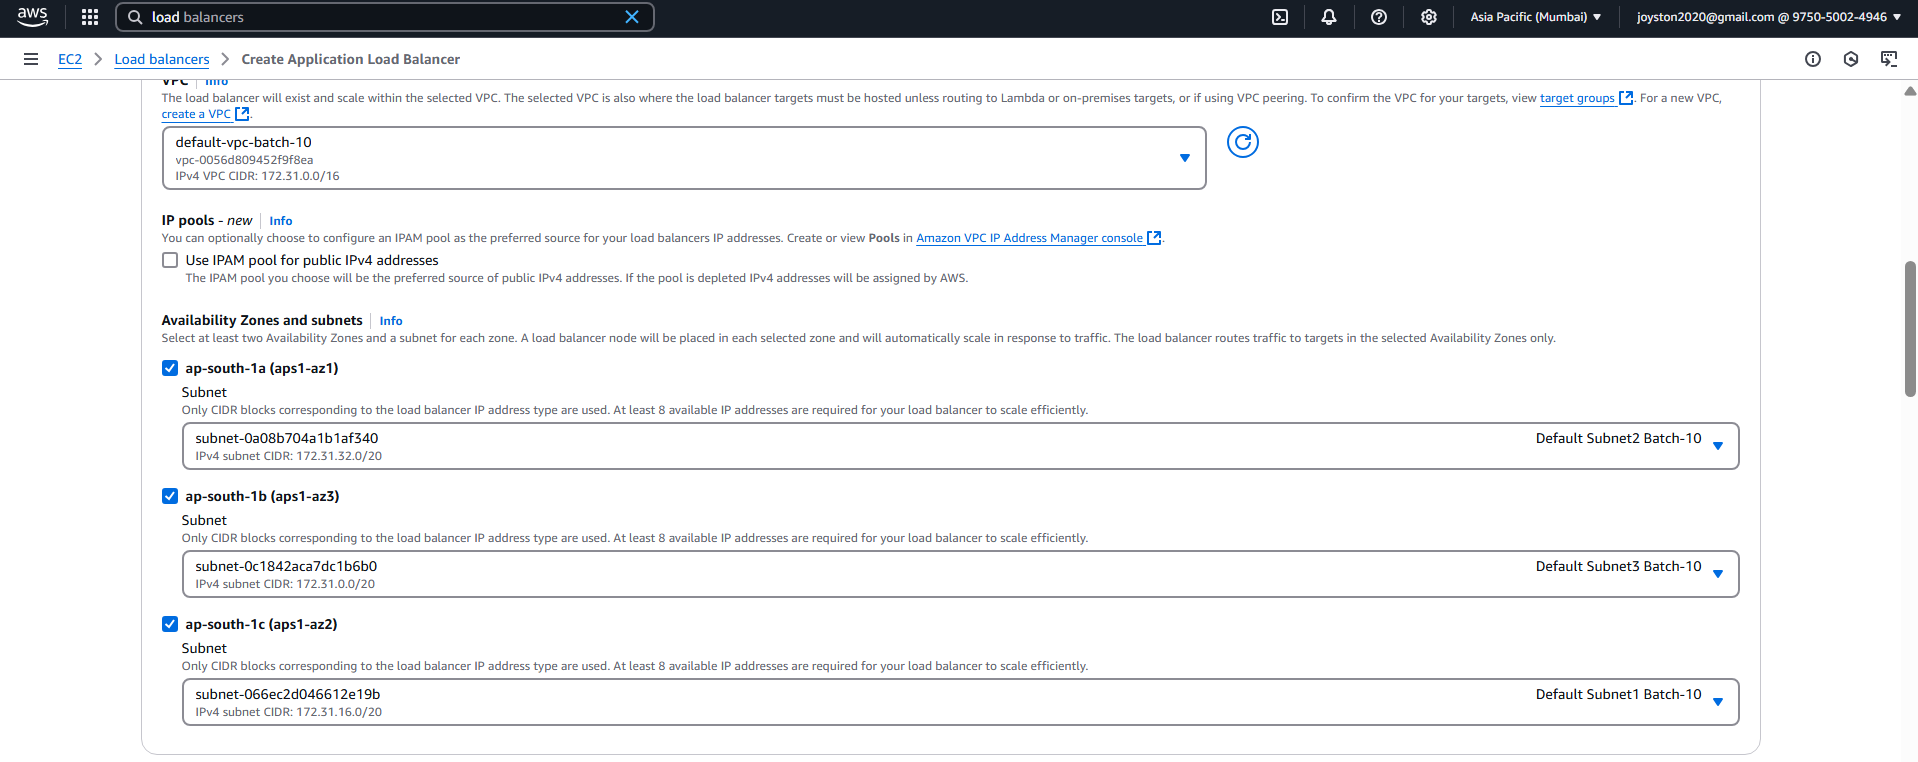 aws
load balancers
Asia Pacific (Mumbai)
joyston2020@gmail.com @ 9750-5002-4946
EC2
Load balancers
Create Application Load Balancer
VPC
Info
The load balancer will exist and scale within the selected VPC. The selected VPC is also where the load balancer targets must be hosted unless routing to Lambda or on-premises targets, or if using VPC peering. To confirm the VPC for your targets, view target groups. For a new VPC,
create a VPC.
default-vpc-batch-10
vpc-0056d809452f9f8ea
IPv4 VPC CIDR: 172.31.0.0/16
IP pools - new
Info
You can optionally choose to configure an IPAM pool as the preferred source for your load balancers IP addresses. Create or view Pools in Amazon VPC IP Address Manager console.
Use IPAM pool for public IPv4 addresses
The IPAM pool you choose will be the preferred source of public IPv4 addresses. If the pool is depleted IPv4 addresses will be assigned by AWS.
Availability Zones and subnets
Info
Select at least two Availability Zones and a subnet for each zone. A load balancer node will be placed in each selected zone and will automatically scale in response to traffic. The load balancer routes traffic to targets in the selected Availability Zones only.
ap-south-1a (aps1-az1)
Subnet
Only CIDR blocks corresponding to the load balancer IP address type are used. At least 8 available IP addresses are required for your load balancer to scale efficiently.
subnet-0a08b704a1b1af340
Default Subnet2 Batch-10
IPv4 subnet CIDR: 172.31.32.0/20
ap-south-1b (aps1-az3)
Subnet
Only CIDR blocks corresponding to the load balancer IP address type are used. At least 8 available IP addresses are required for your load balancer to scale efficiently.
subnet-0c1842aca7dc1b6b0
Default Subnet3 Batch-10
IPv4 subnet CIDR: 172.31.0.0/20
ap-south-1c (aps1-az2)
Subnet
Only CIDR blocks corresponding to the load balancer IP address type are used. At least 8 available IP addresses are required for your load balancer to scale efficiently.
subnet-066ec2d046612e19b
Default Subnet1 Batch-10
IPv4 subnet CIDR: 172.31.16.0/20